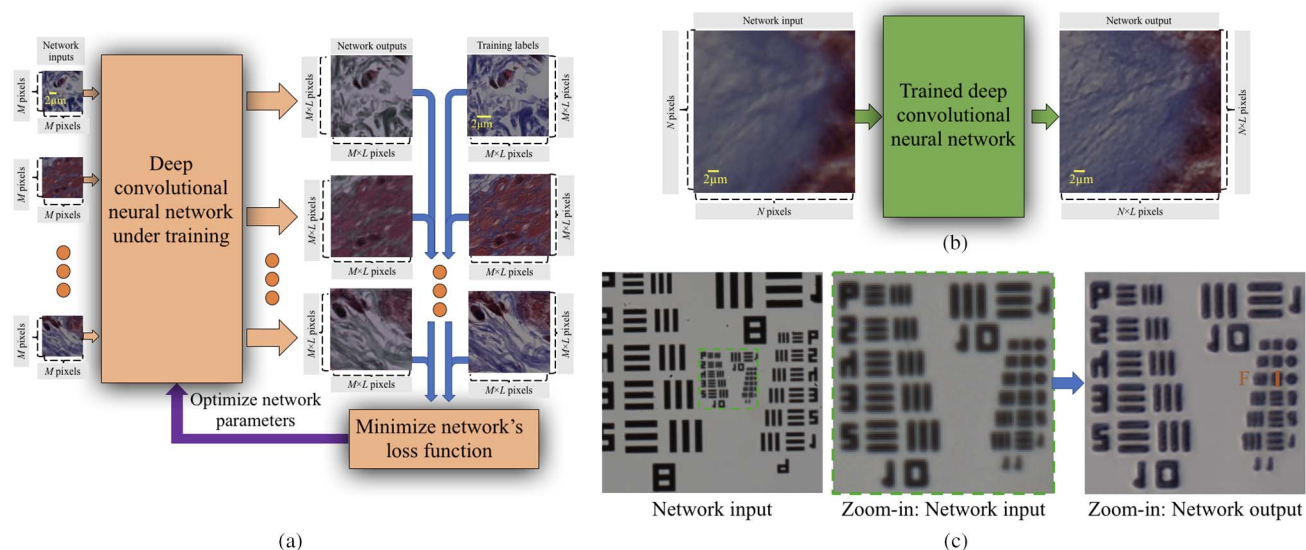 Network
inputs
Network outputs
Training labels
M pixels
2µm
M pixels
M×L pixels
M×L pixels
2µm
M×L pixels
M×L pixels
Deep
convolutional
neural network
under training
M pixels
M pixels
M×L pixels
M×L pixels
M×L pixels
M×L pixels
M pixels
M pixels
M×L pixels
M×L pixels
M×L pixels
M×L pixels
Optimize network
parameters
Minimize network's
loss function
(a)
Network input
Network output
N pixels
2µm
N pixels
Trained deep
convolutional
neural network
2µm
N×L pixels
N×L pixels
(b)
F
Network input
Zoom-in: Network input
Zoom-in: Network output
(c)